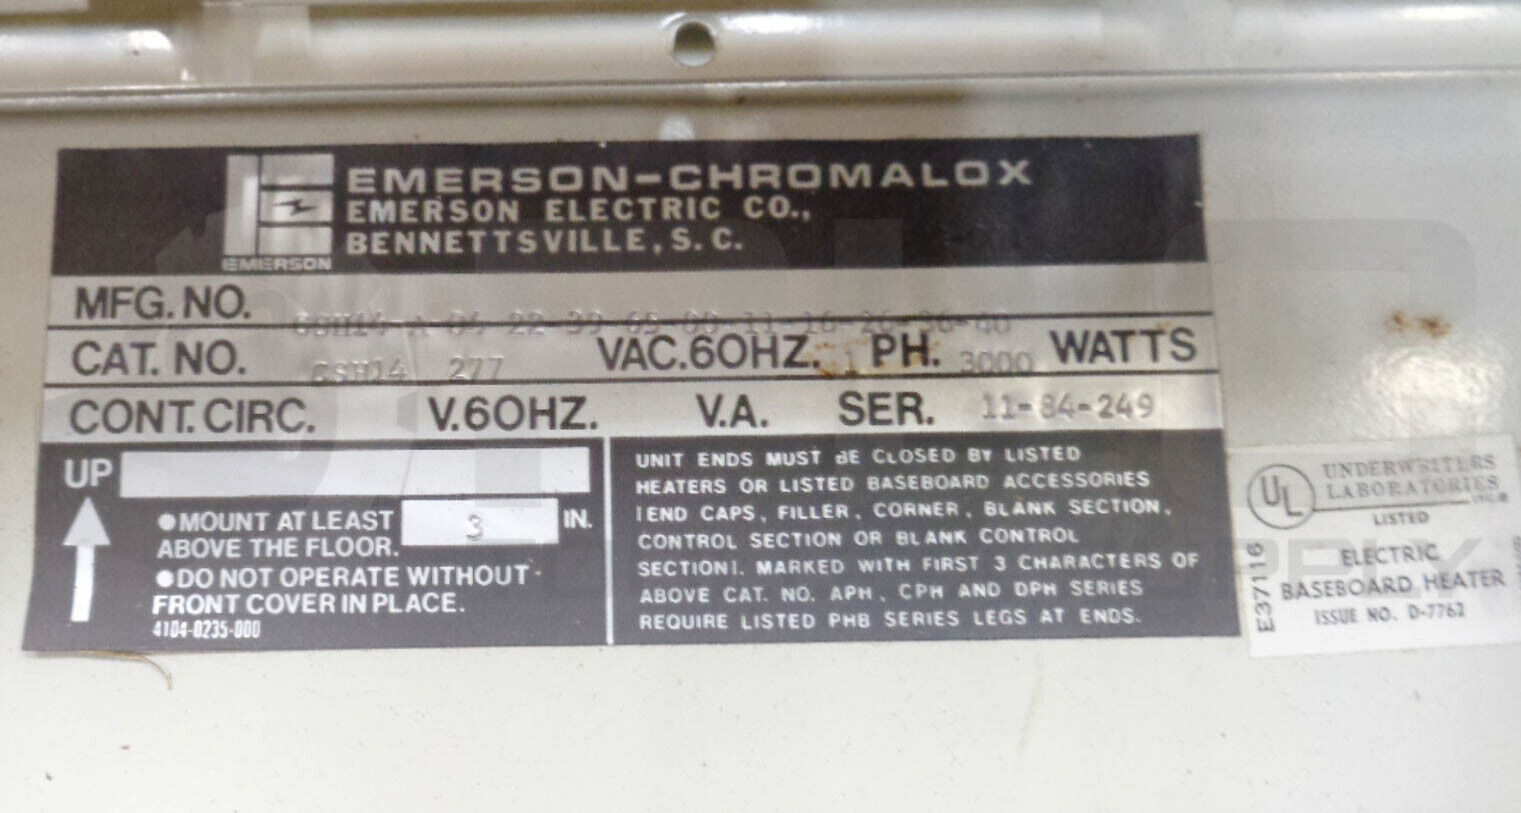 EMERSON-CHROMALOX
EMERSON ELECTRIC CO.,
BENNETTSVILLE, S. C.
EMERSON
MFG. NO.
CAT. NO. GSH14 277 VAC. 60HZ. 1 PH. 3000 WATTS
CONT. CIRC. V. 60HZ. V.A. SER. 11-84-249
UP
●MOUNT AT LEAST 3 IN.
ABOVE THE FLOOR.
●DO NOT OPERATE WITHOUT
FRONT COVER IN PLACE.
4104-0235-000
UNIT ENDS MUST BE CLOSED BY LISTED
HEATERS OR LISTED BASEBOARD ACCESSORIES
(END CAPS, FILLER, CORNER, BLANK SECTION,
CONTROL SECTION OR BLANK CONTROL
SECTION). MARKED WITH FIRST 3 CHARACTERS OF
ABOVE CAT. NO. APH, CPH AND DPH SERIES
REQUIRE LISTED PHB SERIES LEGS AT ENDS.
UL
UNDERWRITERS
LABORATORIES INC.®
LISTED
ELECTRIC
BASEBOARD HEATER
ISSUE NO. D-7762
E37116